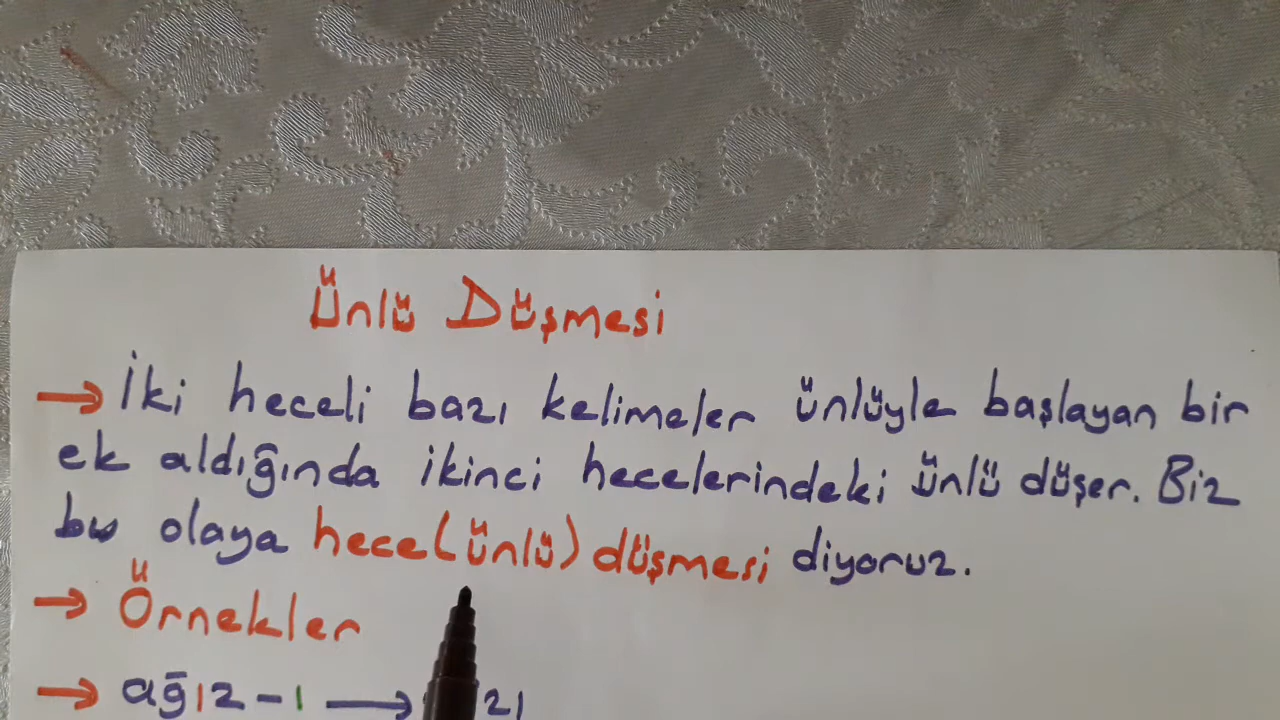 Ünlü Düşmesi
→ İki heceli bazı kelimeler ünlüyle başlayan bir
ek aldığında ikinci hecelerindeki ünlü düşer. Biz
bu olaya hece(ünlü) düşmesi diyoruz.
→ Örnekler
→ ağız-ı →